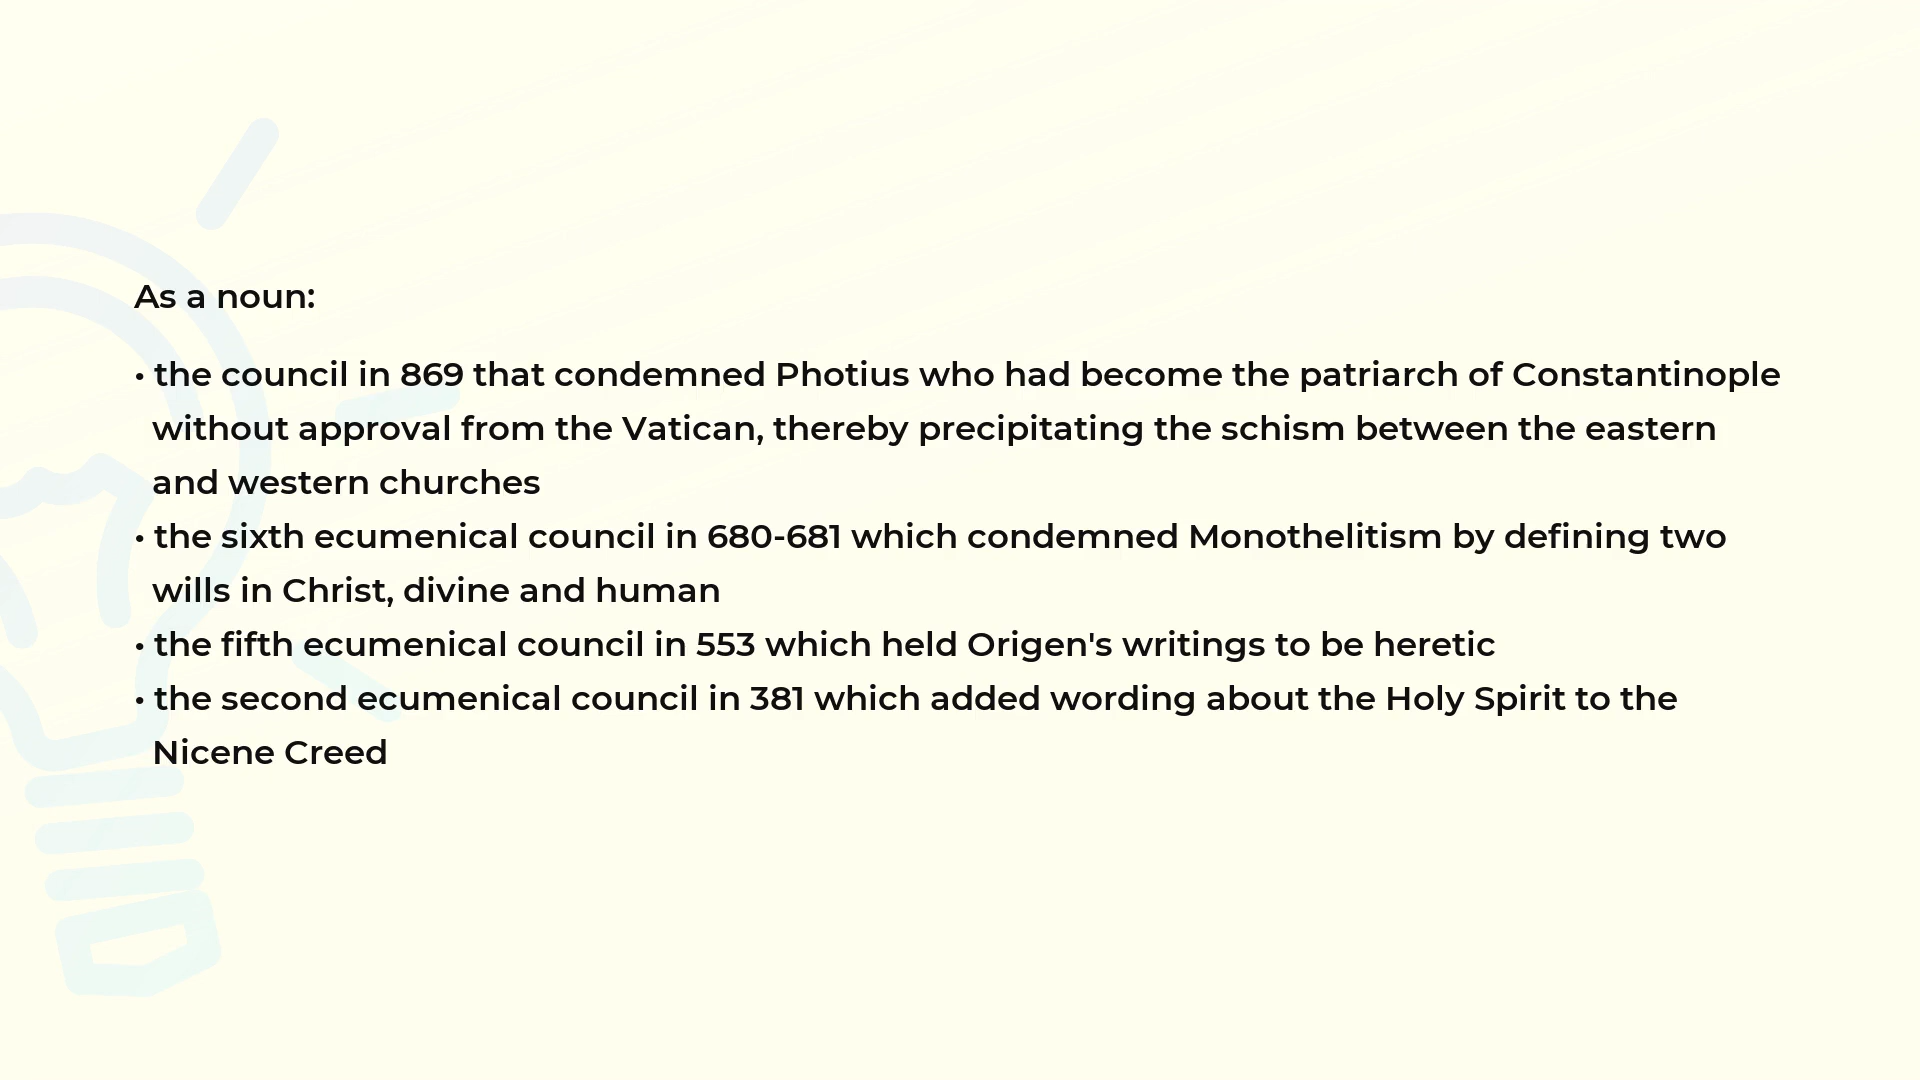 As a noun:
• the council in 869 that condemned Photius who had become the patriarch of Constantinople
without approval from the Vatican, thereby precipitating the schism between the eastern
and western churches
• the sixth ecumenical council in 680-681 which condemned Monothelitism by defining two
wills in Christ, divine and human
• the fifth ecumenical council in 553 which held Origen's writings to be heretic
• the second ecumenical council in 381 which added wording about the Holy Spirit to the
Nicene Creed